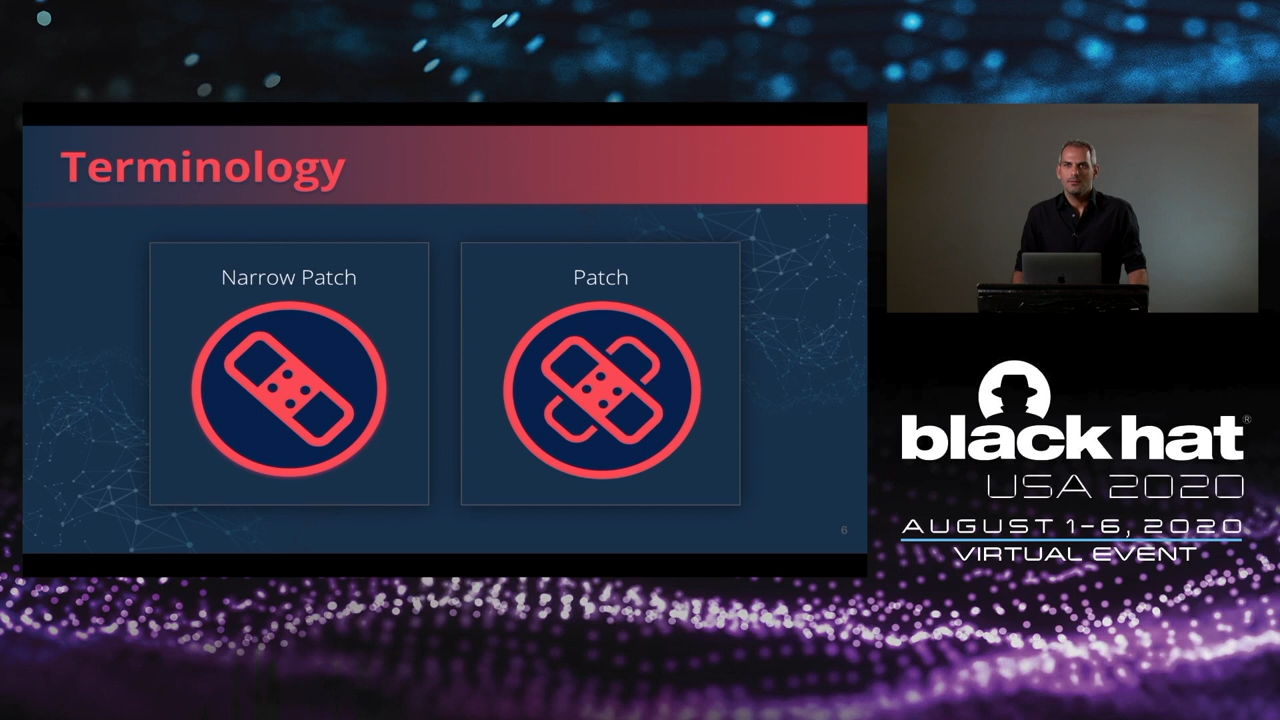 Terminology
Narrow Patch
Patch
6
black hat®
USA 2020
AUGUST 1-6, 2020
VIRTUAL EVENT